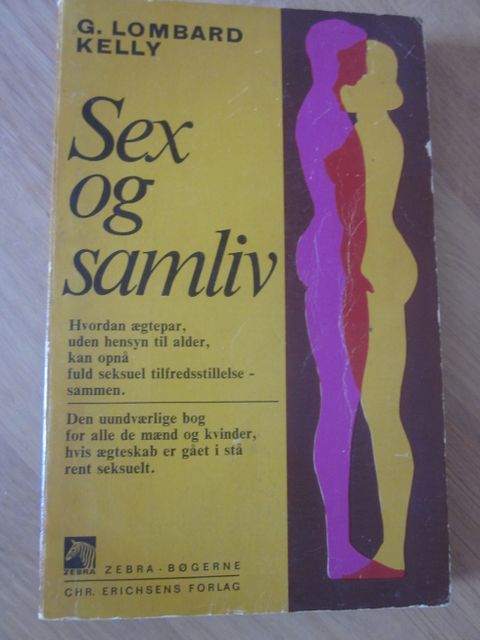 G. LOMBARD
KELLY
Sex
og
samliv
Hvordan ægtepar,
uden hensyn til alder,
kan opnå
fuld seksuel tilfredsstillelse -
sammen.
Den uundværlige bog
for alle de mænd og kvinder,
hvis ægteskab er gået i stå
rent seksuelt.
ZEBRA
ZEBRA - BØGERNE
CHR. ERICHSENS FORLAG